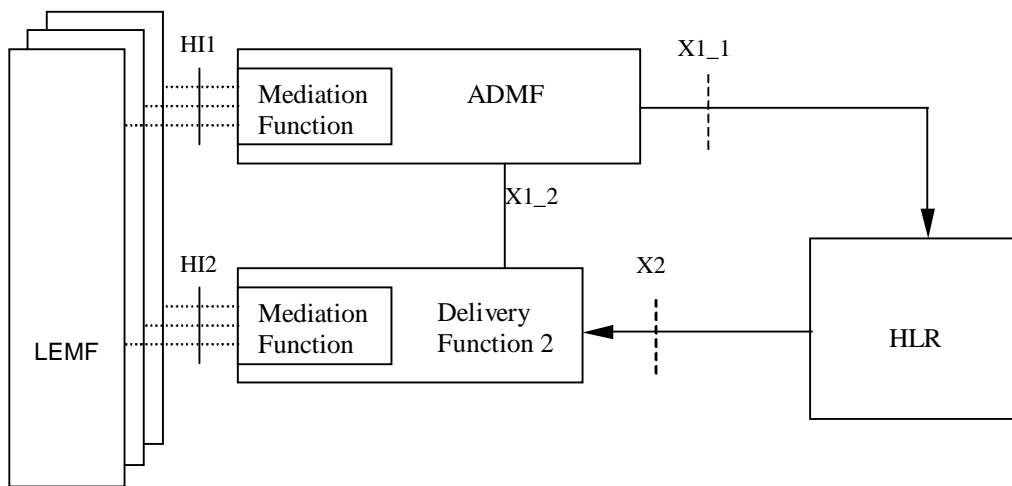 HI1
X1_1
Mediation
Function
ADMF
X1_2
HI2
X2
Mediation
Function
Delivery
Function 2
LEMF
HLR